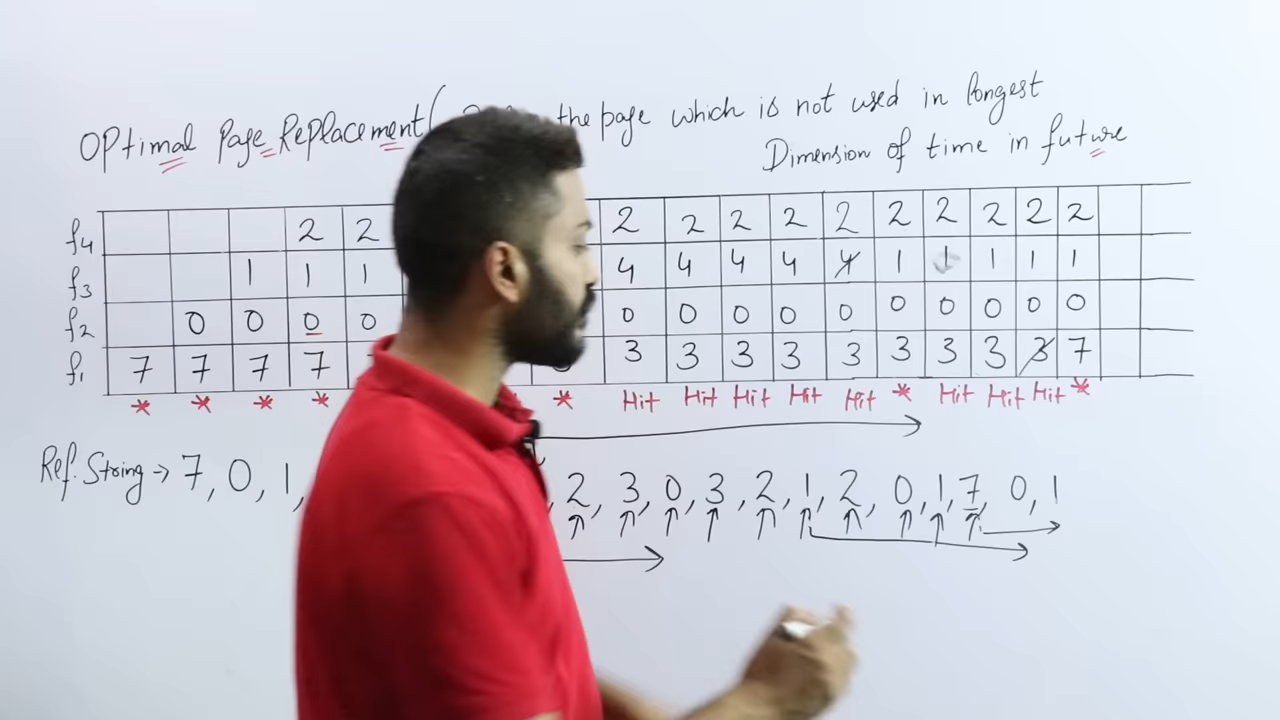 OPtimal Page Replacement( the page which is not used in longest
Dimension of time in future
f4 2 2 2 2 2 2 2 2 2 2 2 2
f3 1 1 1 4 4 4 4 4 1 1 1 1 1
f2 0 0 0 0 0 0 0 0 0 0 0 0 0 0
f1 7 7 7 7 3 3 3 3 3 3 3 3 3 7
* * * * * Hit Hit Hit Hit Hit * Hit Hit Hit *
Ref. String → 7, 0, 1, , 2, 3, 0, 3, 2, 1, 2, 0, 1, 7, 0, 1